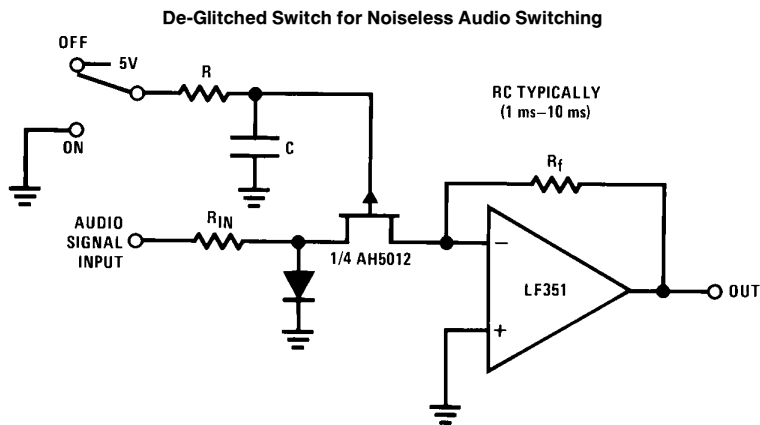 De-Glitched Switch for Noiseless Audio Switching
OFF
5V
R
RC TYPICALLY
(1 ms–10 ms)
ON
C
Rf
AUDIO
SIGNAL
INPUT
RIN
1/4 AH5012
−
LF351
OUT
+